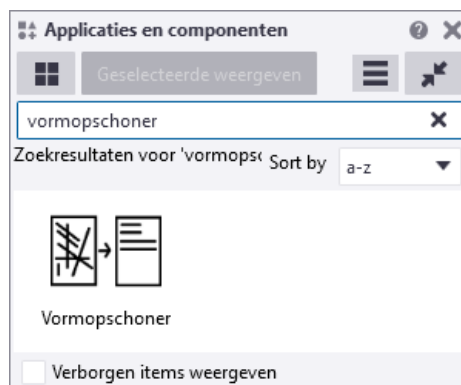 Applicaties en componenten
Geselecteerde weergeven
vormopschoner
Zoekresultaten voor 'vormopsc Sort by a-z
Vormopschoner
Verborgen items weergeven